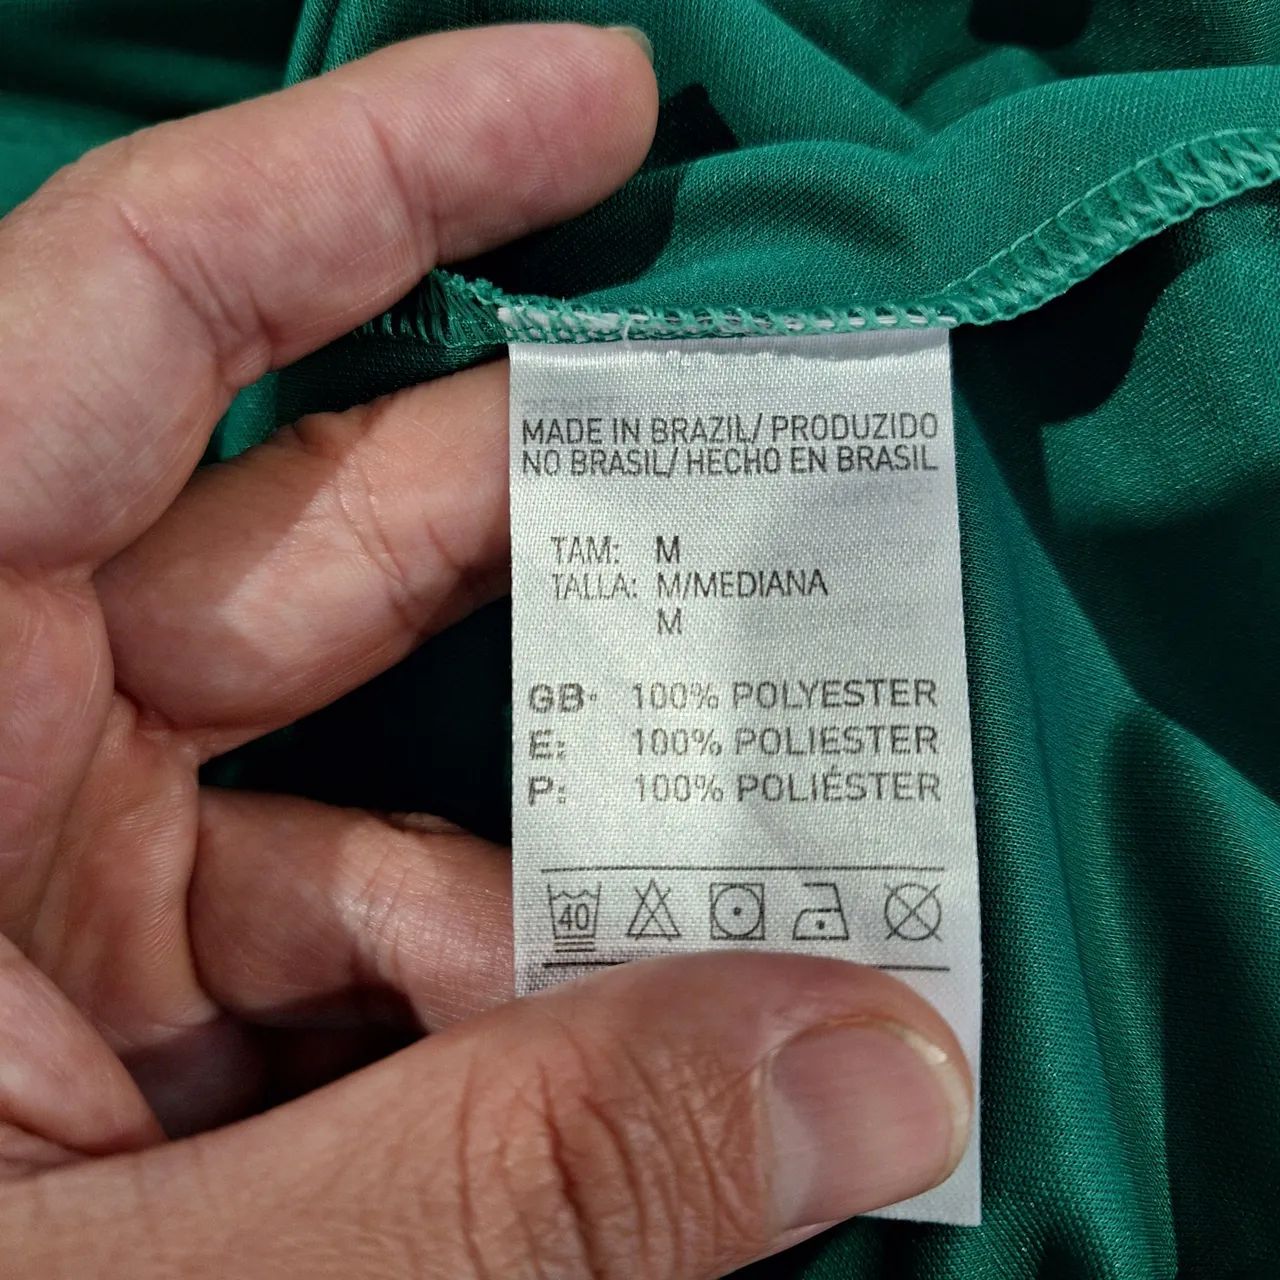 MADE IN BRAZIL/ PRODUZIDO
NO BRASIL/ HECHO EN BRASIL
TAM: M
TALLA: M/MEDIANA
M
GB: 100% POLYESTER
E: 100% POLIESTER
P: 100% POLIÉSTER
40